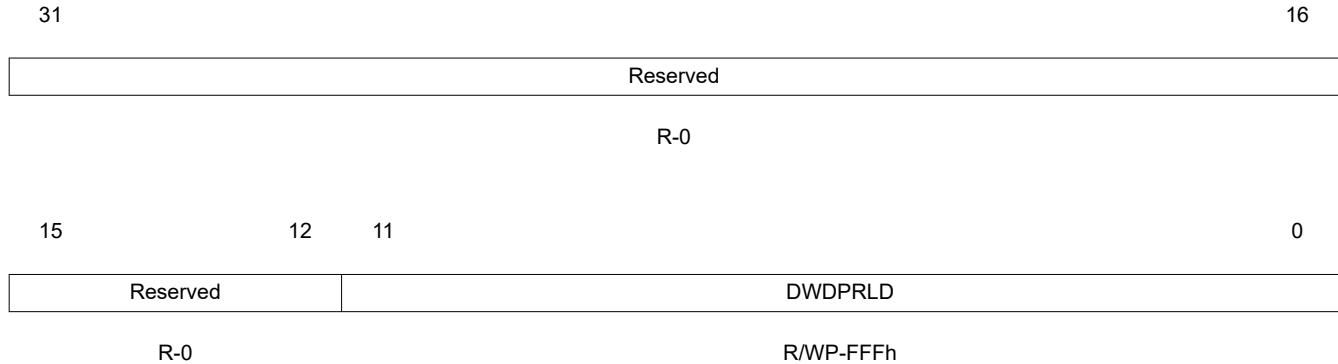 31 16
Reserved
R-0
15 12 11 0
Reserved DWDPRLD
R-0 R/WP-FFFh